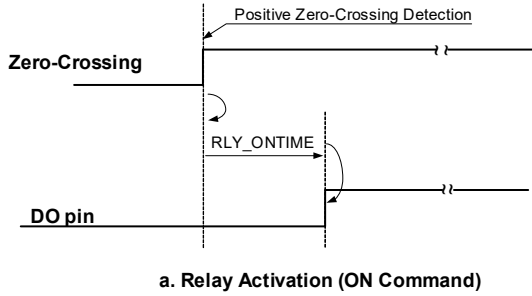 Positive Zero-Crossing Detection
Zero-Crossing
RLY_ONTIME
DO pin
a. Relay Activation (ON Command)